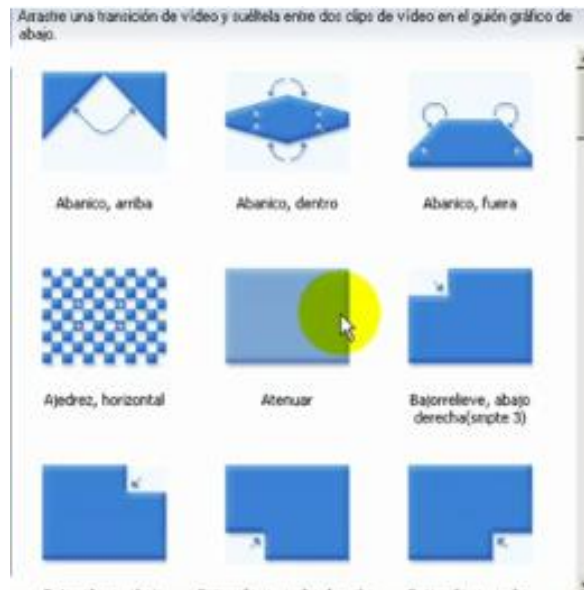 Arrastre una transición de vídeo y suéltela entre dos clips de vídeo en el guión gráfico de
abajo.
Abanico, arriba
Abanico, dentro
Abanico, fuera
Ajedrez, horizontal
Atenuar
Bajorrelieve, abajo
derecha(smpte 3)